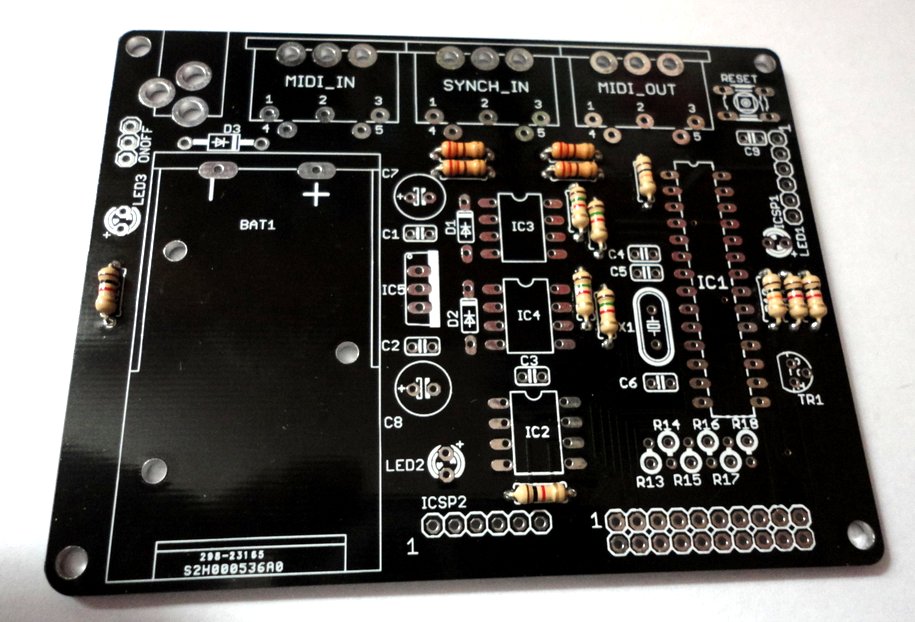 MIDI_IN
1 2 3
4 5
SYNCH_IN
1 2 3
4 5
MIDI_OUT
1 2 3
4 5
RESET
C9
1
ICSP1
LED1
+
ONOFF
D3
LED3
+
− +
BAT1
C7
+
C1
D1
IC3
IC5
D2
IC4
C2
C3
C4
C5
X1
IC1
C6
TR1
C8
+
IC2
LED2
+
R14 R16 R18
R13 R15 R17
ICSP2
1
1
298-23165
S2H000536A0